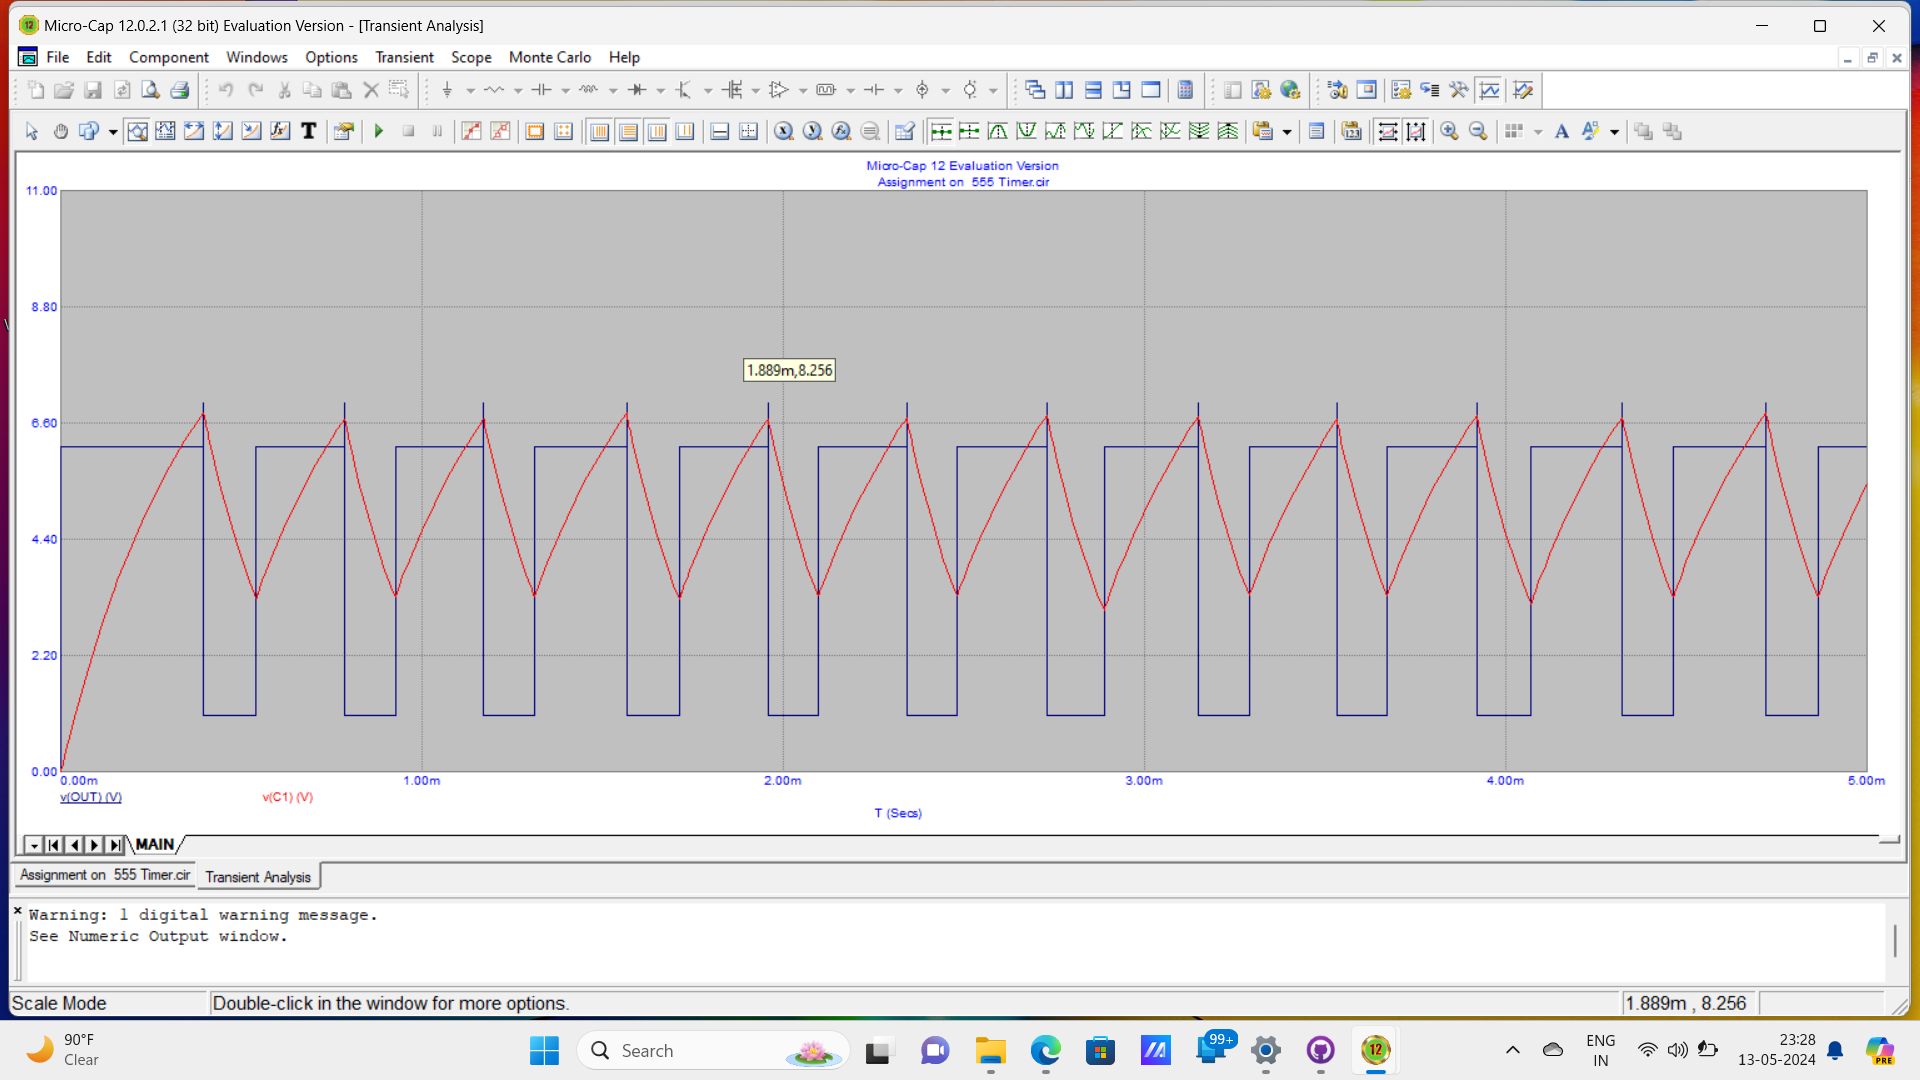 Micro-Cap 12.0.2.1 (32 bit) Evaluation Version - [Transient Analysis]
File Edit Component Windows Options Transient Scope Monte Carlo Help
Micro-Cap 12 Evaluation Version
Assignment on 555 Timer.cir
11.00
8.80
1.889m,8.256
6.60
4.40
2.20
0.00
0.00m 1.00m 2.00m 3.00m 4.00m 5.00m
v(OUT) (V) v(C1) (V)
T (Secs)
MAIN
Assignment on 555 Timer.cir Transient Analysis
Warning: 1 digital warning message.
See Numeric Output window.
Scale Mode Double-click in the window for more options. 1.889m , 8.256
90°F
Clear
Search
99+
12
ENG
IN
23:28
13-05-2024
PRE